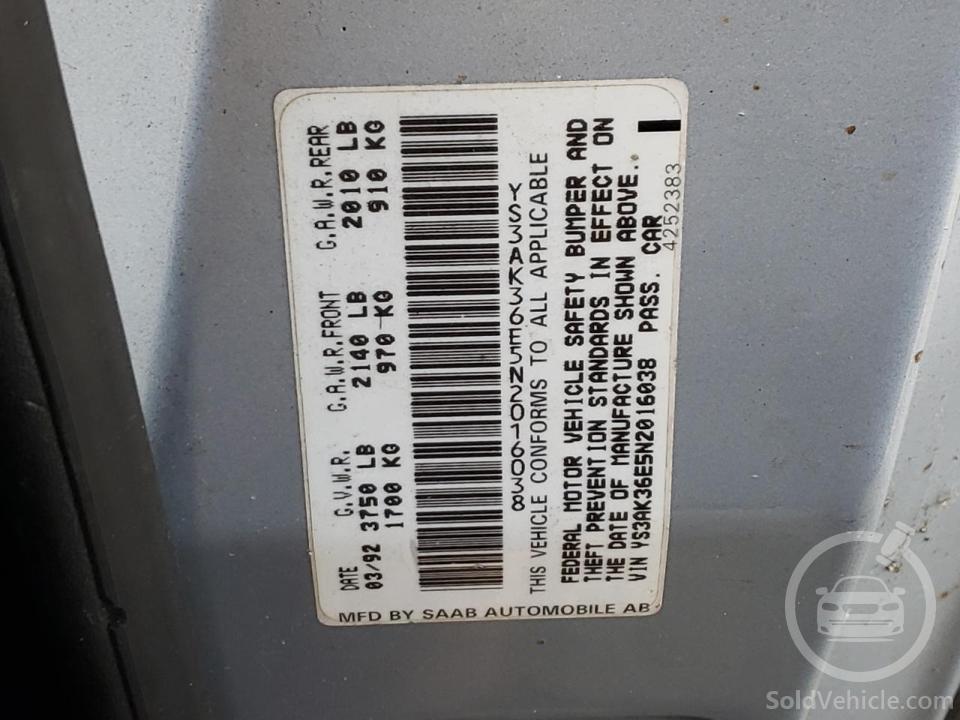 MFD BY SAAB AUTOMOBILE AB
DATE G.V.W.R. G.A.W.R.FRONT G.A.W.R.REAR
03/92 3750 LB 2140 LB 2010 LB
1700 KG 970 KG 910 KG
YS3AK36E5N2016038
THIS VEHICLE CONFORMS TO ALL APPLICABLE
FEDERAL MOTOR VEHICLE SAFETY BUMPER AND
THEFT PREVENTION STANDARDS IN EFFECT ON
THE DATE OF MANUFACTURE SHOWN ABOVE.
VIN YS3AK36E5N2016038 PASS. CAR
4252383
SoldVehicle.com